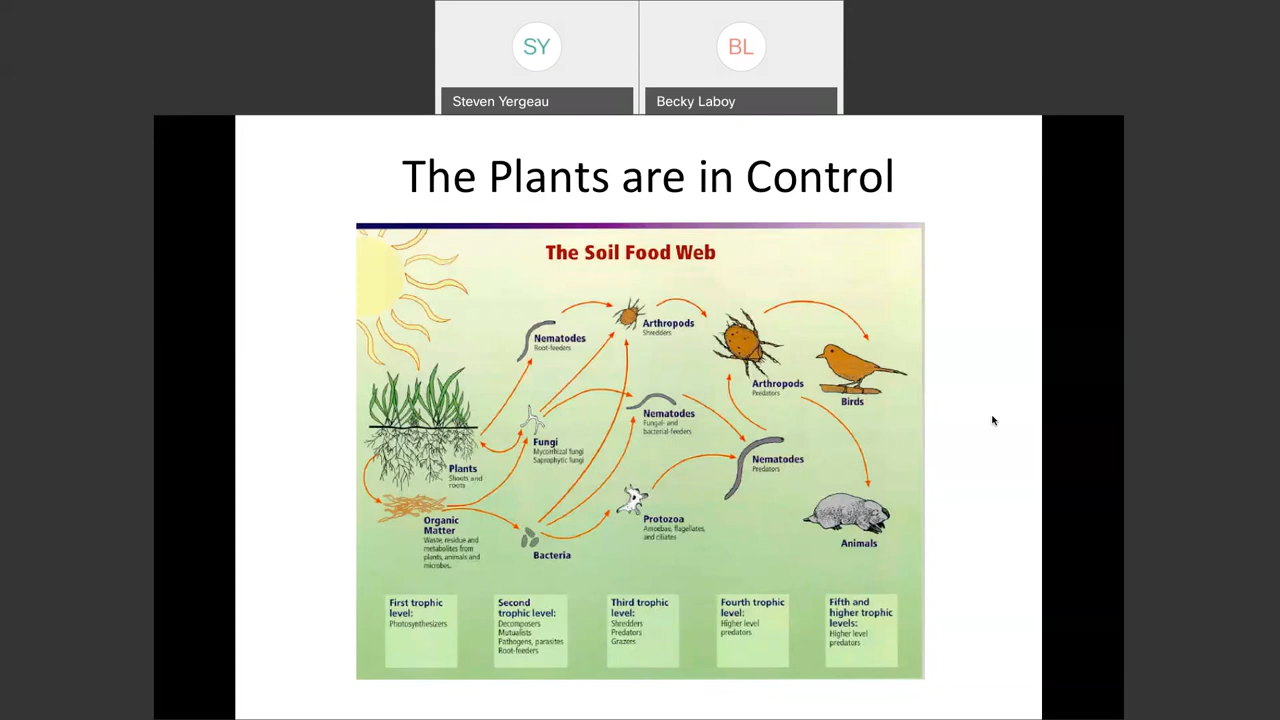 SY
BL
Steven Yergeau
Becky Laboy
The Plants are in Control
The Soil Food Web
Arthropods
Shredders
Nematodes
Root-feeders
Arthropods
Predators
Birds
Nematodes
Fungal- and
bacterial-feeders
Fungi
Mycorrhizal fungi
Saprophytic fungi
Nematodes
Predators
Plants
Shoots and
roots
Organic
Matter
Waste, residue and
metabolites from
plants, animals and
microbes.
Protozoa
Amoebae, flagellates,
and ciliates
Bacteria
Animals
First trophic
level:
Photosynthesizers
Second
trophic level:
Decomposers
Mutualists
Pathogens, parasites
Root-feeders
Third trophic
level:
Shredders
Predators
Grazers
Fourth trophic
level:
Higher level
predators
Fifth and
higher trophic
levels:
Higher level
predators